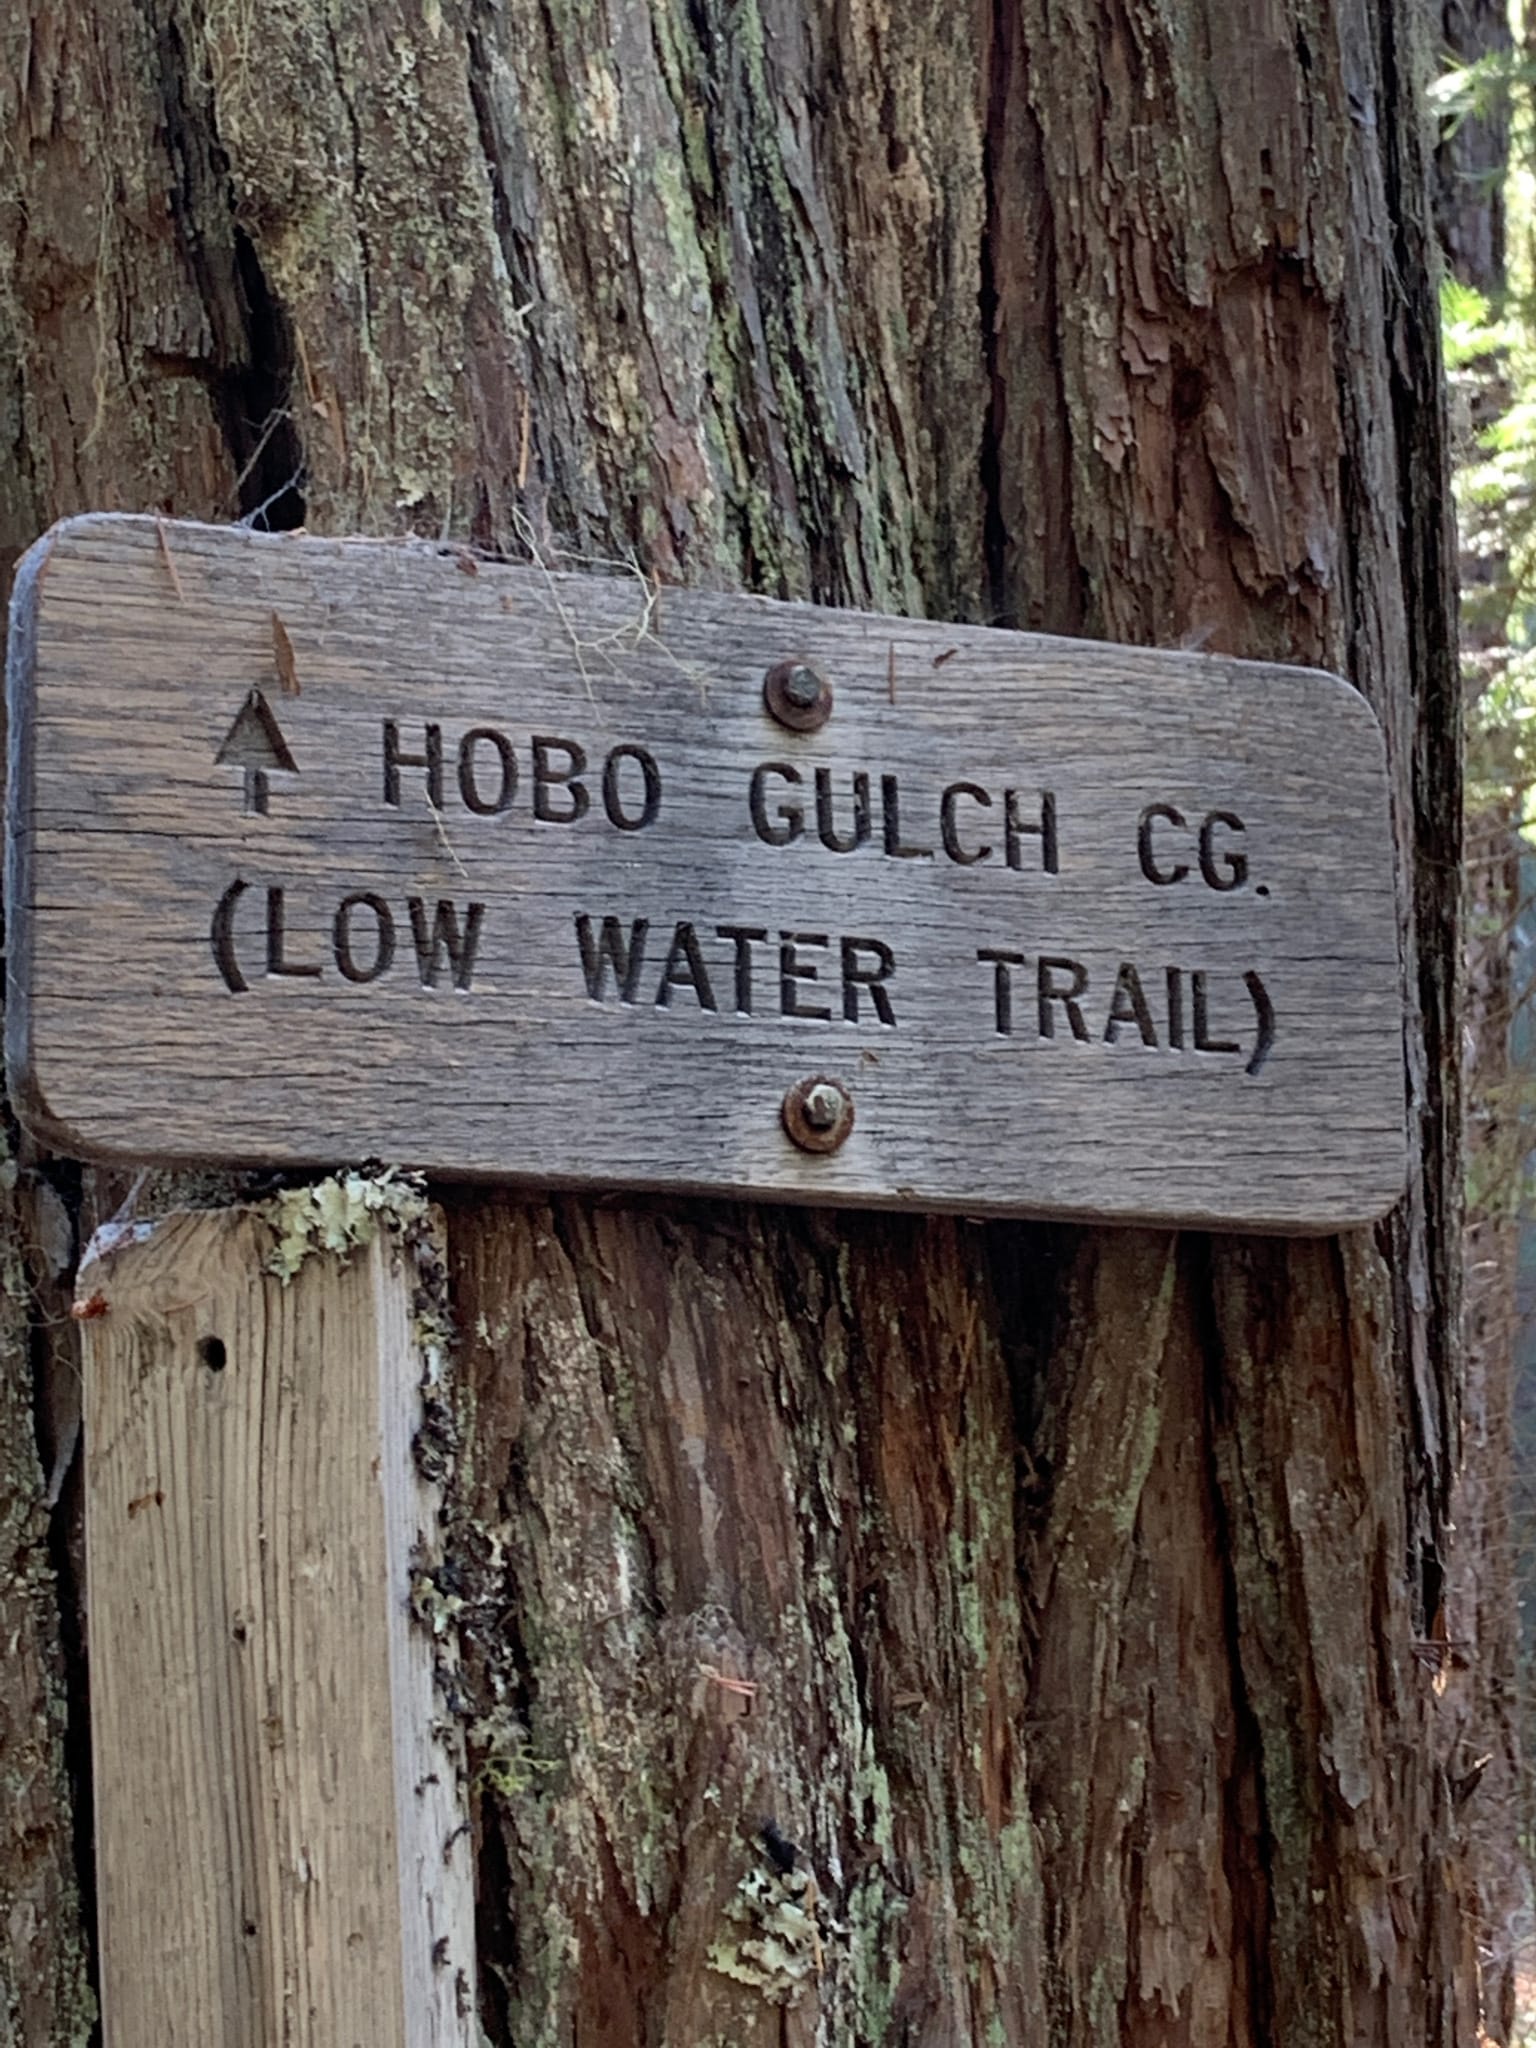 ↑ HOBO GULCH CG.
(LOW WATER TRAIL)